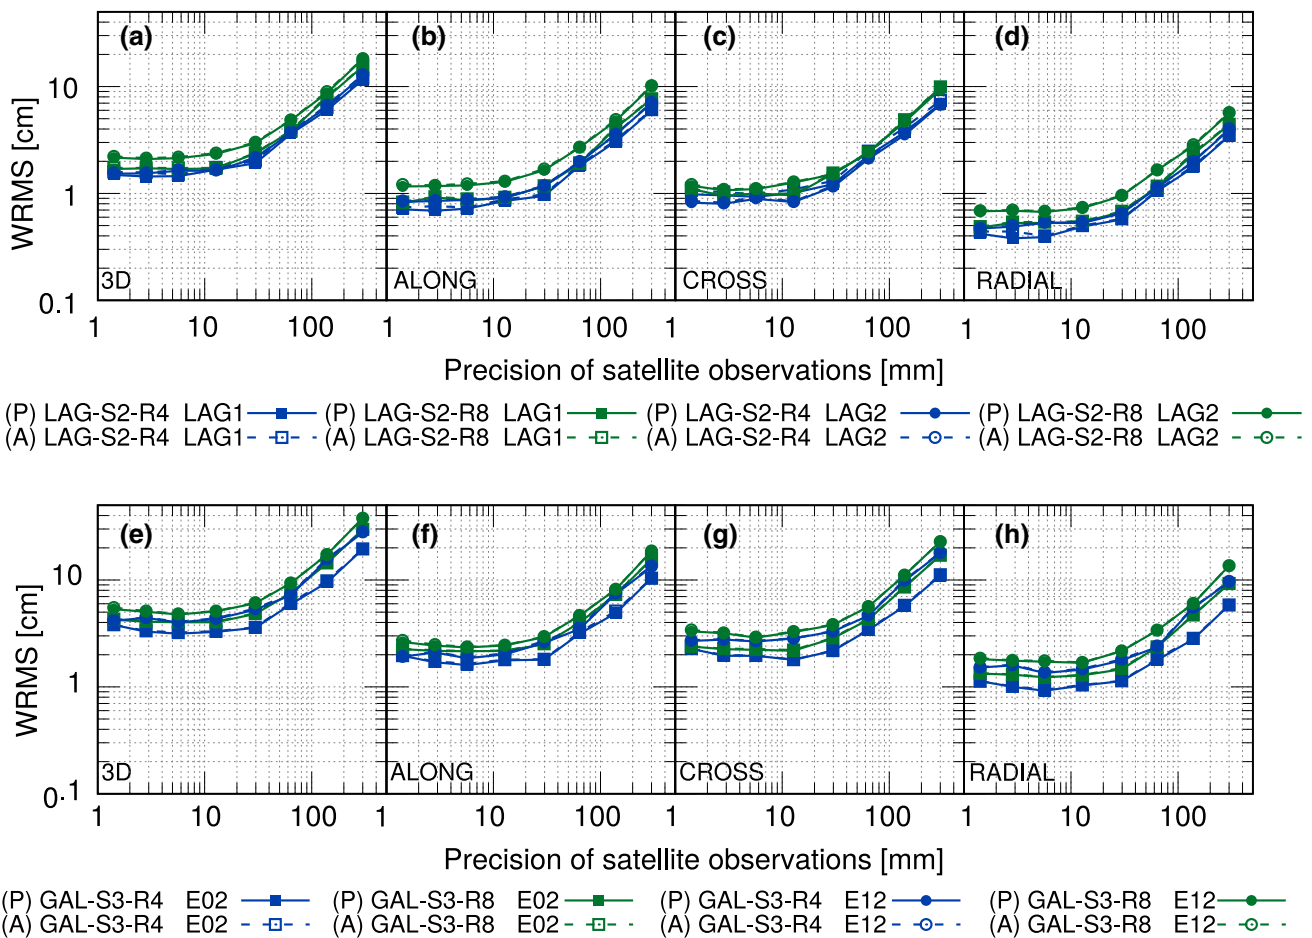 (a) (b) (c) (d)
10
1
0.1
WRMS [cm]
3D ALONG CROSS RADIAL
1 10 100 1 10 100 1 10 100 1 10 100
Precision of satellite observations [mm]
(P) LAG-S2-R4 LAG1 (P) LAG-S2-R8 LAG1 (P) LAG-S2-R4 LAG2 (P) LAG-S2-R8 LAG2
(A) LAG-S2-R4 LAG1 (A) LAG-S2-R8 LAG1 (A) LAG-S2-R4 LAG2 (A) LAG-S2-R8 LAG2
(e) (f) (g) (h)
10
1
0.1
WRMS [cm]
3D ALONG CROSS RADIAL
1 10 100 1 10 100 1 10 100 1 10 100
Precision of satellite observations [mm]
(P) GAL-S3-R4 E02 (P) GAL-S3-R8 E02 (P) GAL-S3-R4 E12 (P) GAL-S3-R8 E12
(A) GAL-S3-R4 E02 (A) GAL-S3-R8 E02 (A) GAL-S3-R4 E12 (A) GAL-S3-R8 E12